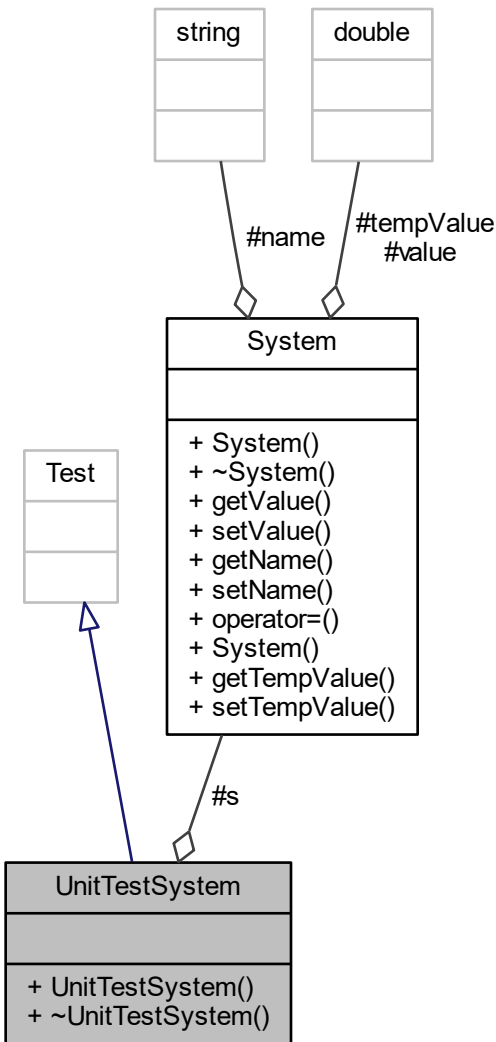 string
double
#name
#tempValue
#value
System
+ System()
+ ~System()
+ getValue()
+ setValue()
+ getName()
+ setName()
+ operator=()
+ System()
+ getTempValue()
+ setTempValue()
Test
#s
UnitTestSystem
+ UnitTestSystem()
+ ~UnitTestSystem()